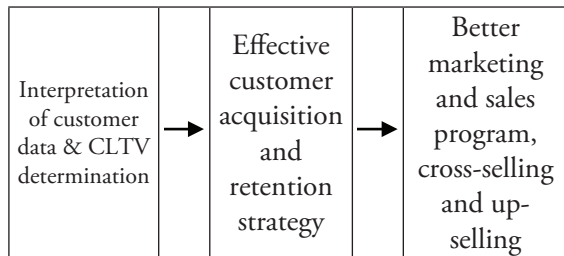 Interpretation
of customer
data & CLTV
determination
Effective
customer
acquisition
and
retention
strategy
Better
marketing
and sales
program,
cross-selling
and up-
selling